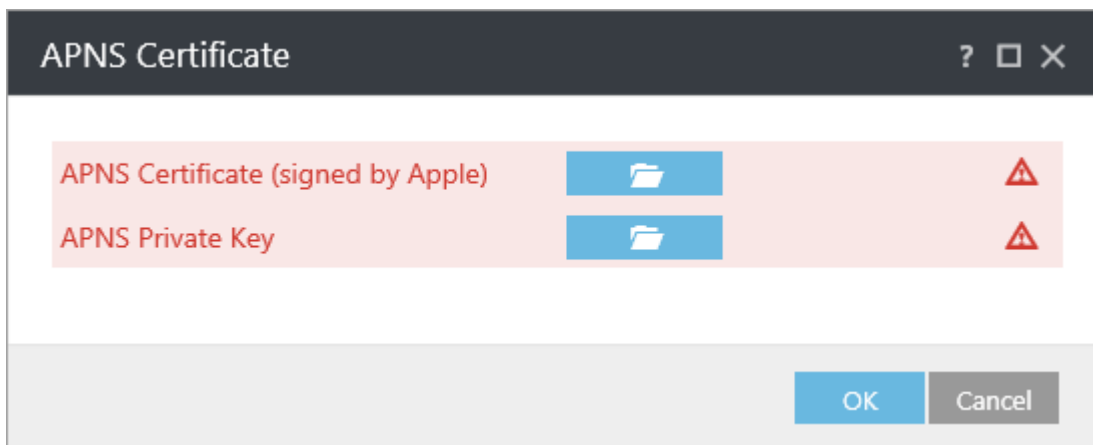 APNS Certificate ?
APNS Certificate (signed by Apple)
APNS Private Key
OK Cancel